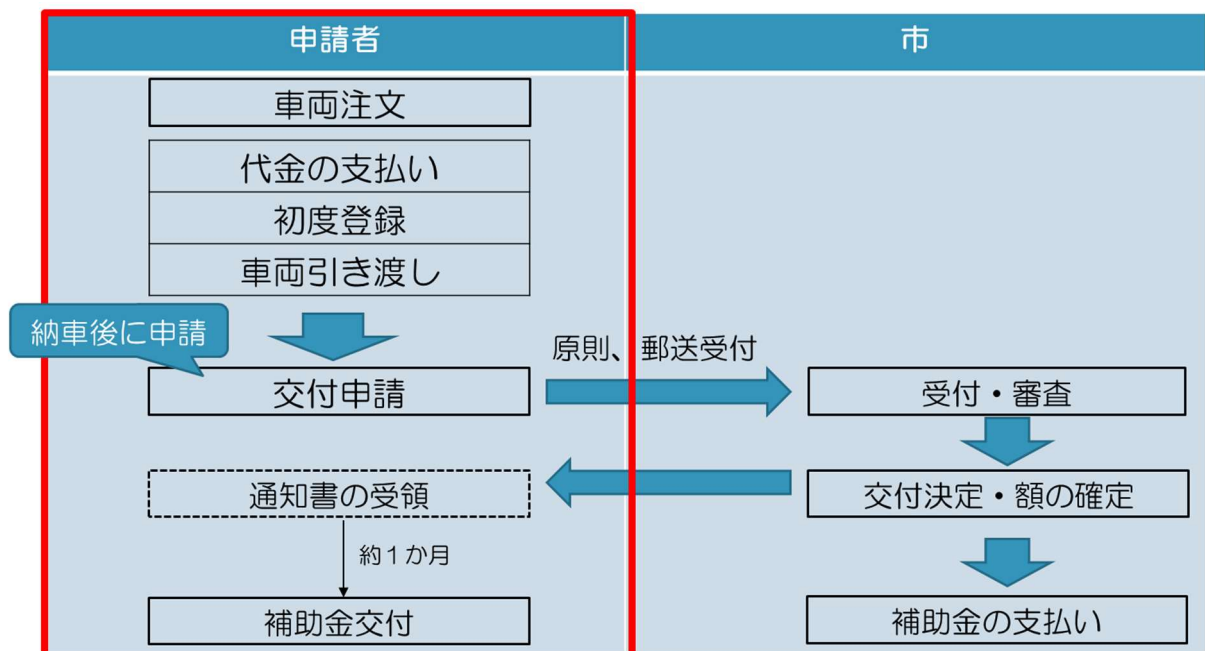 申請者
市
車両注文
代金の支払い
初度登録
車両引き渡し
納車後に申請
原則、郵送受付
交付申請
受付・審査
通知書の受領
交付決定・額の確定
約１か月
補助金交付
補助金の支払い